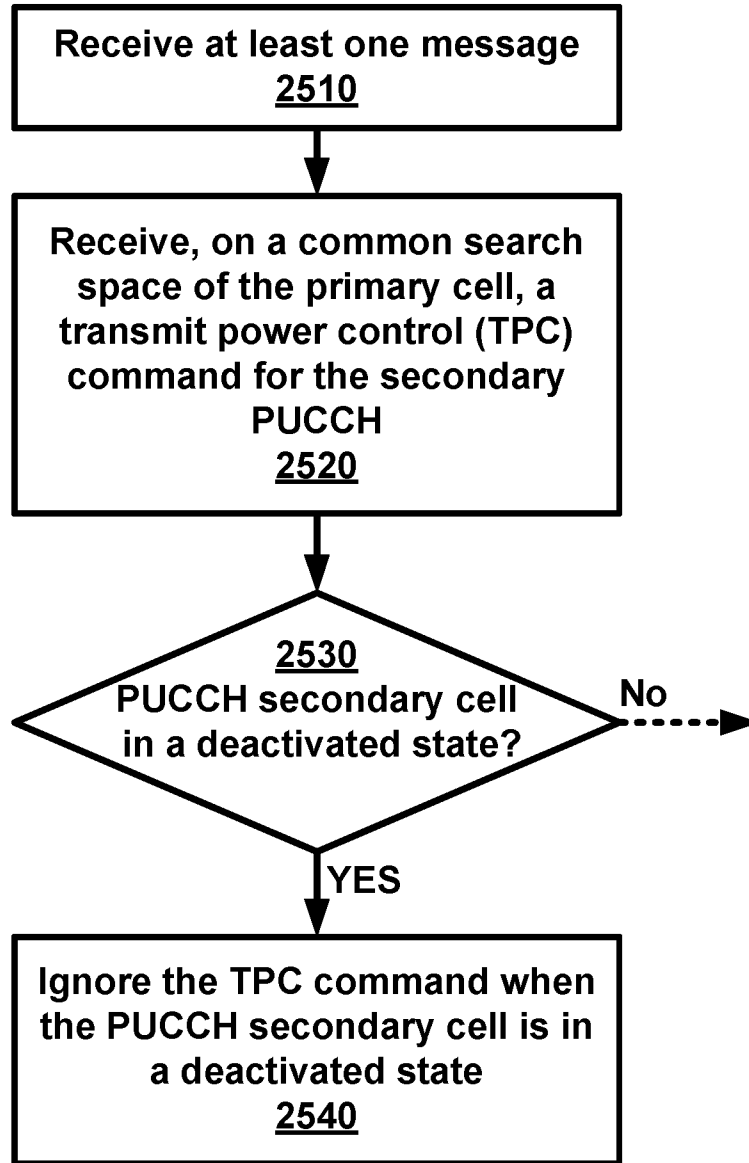 Receive at least one message
2510
Receive, on a common search
space of the primary cell, a
transmit power control (TPC)
command for the secondary
PUCCH
2520
2530
PUCCH secondary cell
in a deactivated state?
No
YES
Ignore the TPC command when
the PUCCH secondary cell is in
a deactivated state
2540